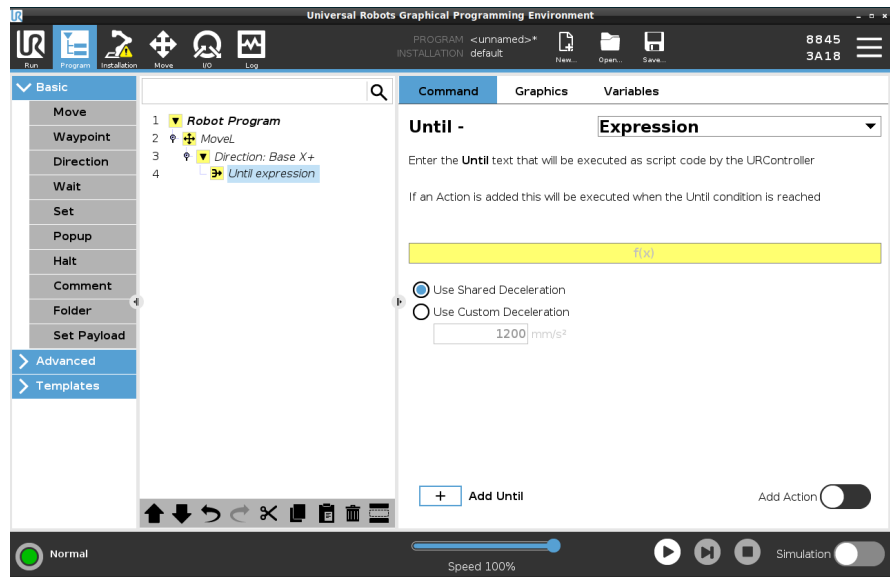 Universal Robots Graphical Programming Environment
UR
Run
Program
Installation
Move
I/O
Log
PROGRAM <unnamed>*
INSTALLATION default
New...
Open...
Save...
8845
3A18
Basic
Move
Waypoint
Direction
Wait
Set
Popup
Halt
Comment
Folder
Set Payload
Advanced
Templates
1 Robot Program
2 MoveL
3 Direction: Base X+
4 Until expression
Command Graphics Variables
Until - Expression
Enter the Until text that will be executed as script code by the URController
If an Action is added this will be executed when the Until condition is reached
f(x)
Use Shared Deceleration
Use Custom Deceleration
1200 mm/s²
+ Add Until
Add Action
Normal
Speed 100%
Simulation